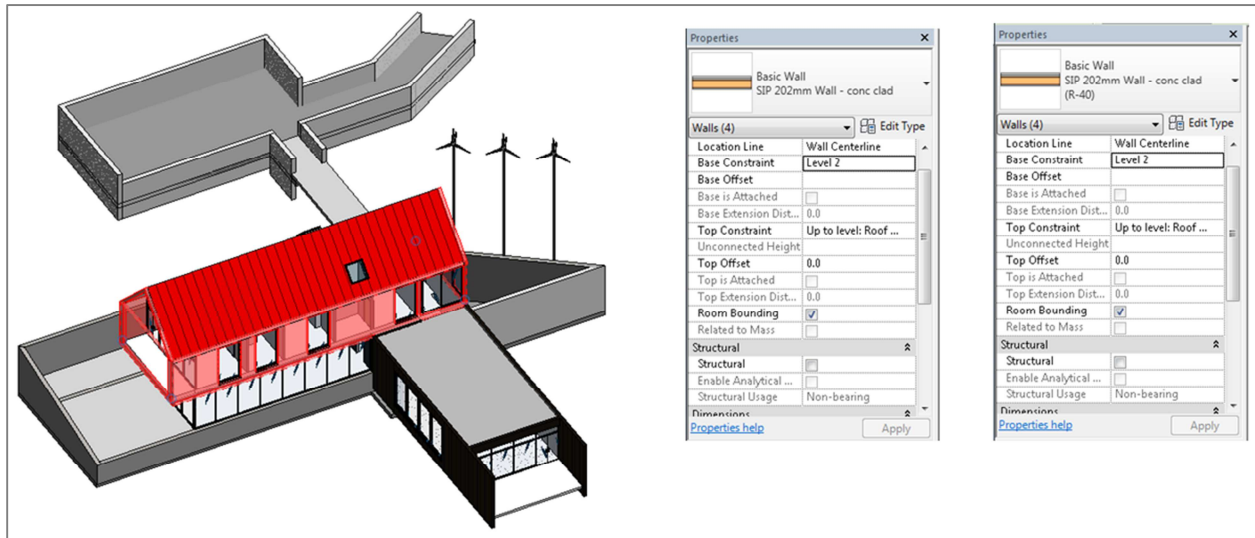 Properties
Basic Wall
SIP 202mm Wall - conc clad
Walls (4)
Edit Type
Location Line Wall Centerline
Base Constraint Level 2
Base Offset
Base is Attached
Base Extension Dist... 0.0
Top Constraint Up to level: Roof ...
Unconnected Height
Top Offset 0.0
Top is Attached
Top Extension Dist... 0.0
Room Bounding
Related to Mass
Structural
Structural
Enable Analytical ...
Structural Usage Non-bearing
Dimensions
Properties help Apply
Properties
Basic Wall
SIP 202mm Wall - conc clad
(R-40)
Walls (4)
Edit Type
Location Line Wall Centerline
Base Constraint Level 2
Base Offset
Base is Attached
Base Extension Dist... 0.0
Top Constraint Up to level: Roof ...
Unconnected Height
Top Offset 0.0
Top is Attached
Top Extension Dist... 0.0
Room Bounding
Related to Mass
Structural
Structural
Enable Analytical ...
Structural Usage Non-bearing
Dimensions
Properties help Apply